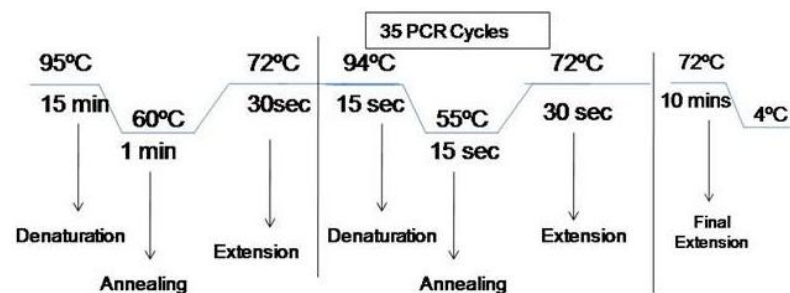 35 PCR Cycles
95ºC 72ºC 94ºC 72ºC 72ºC
15 min 60ºC 30sec 15 sec 55ºC 30 sec 10 mins 4ºC
1 min 15 sec
Denaturation Extension Denaturation Extension Final
Extension
Annealing Annealing